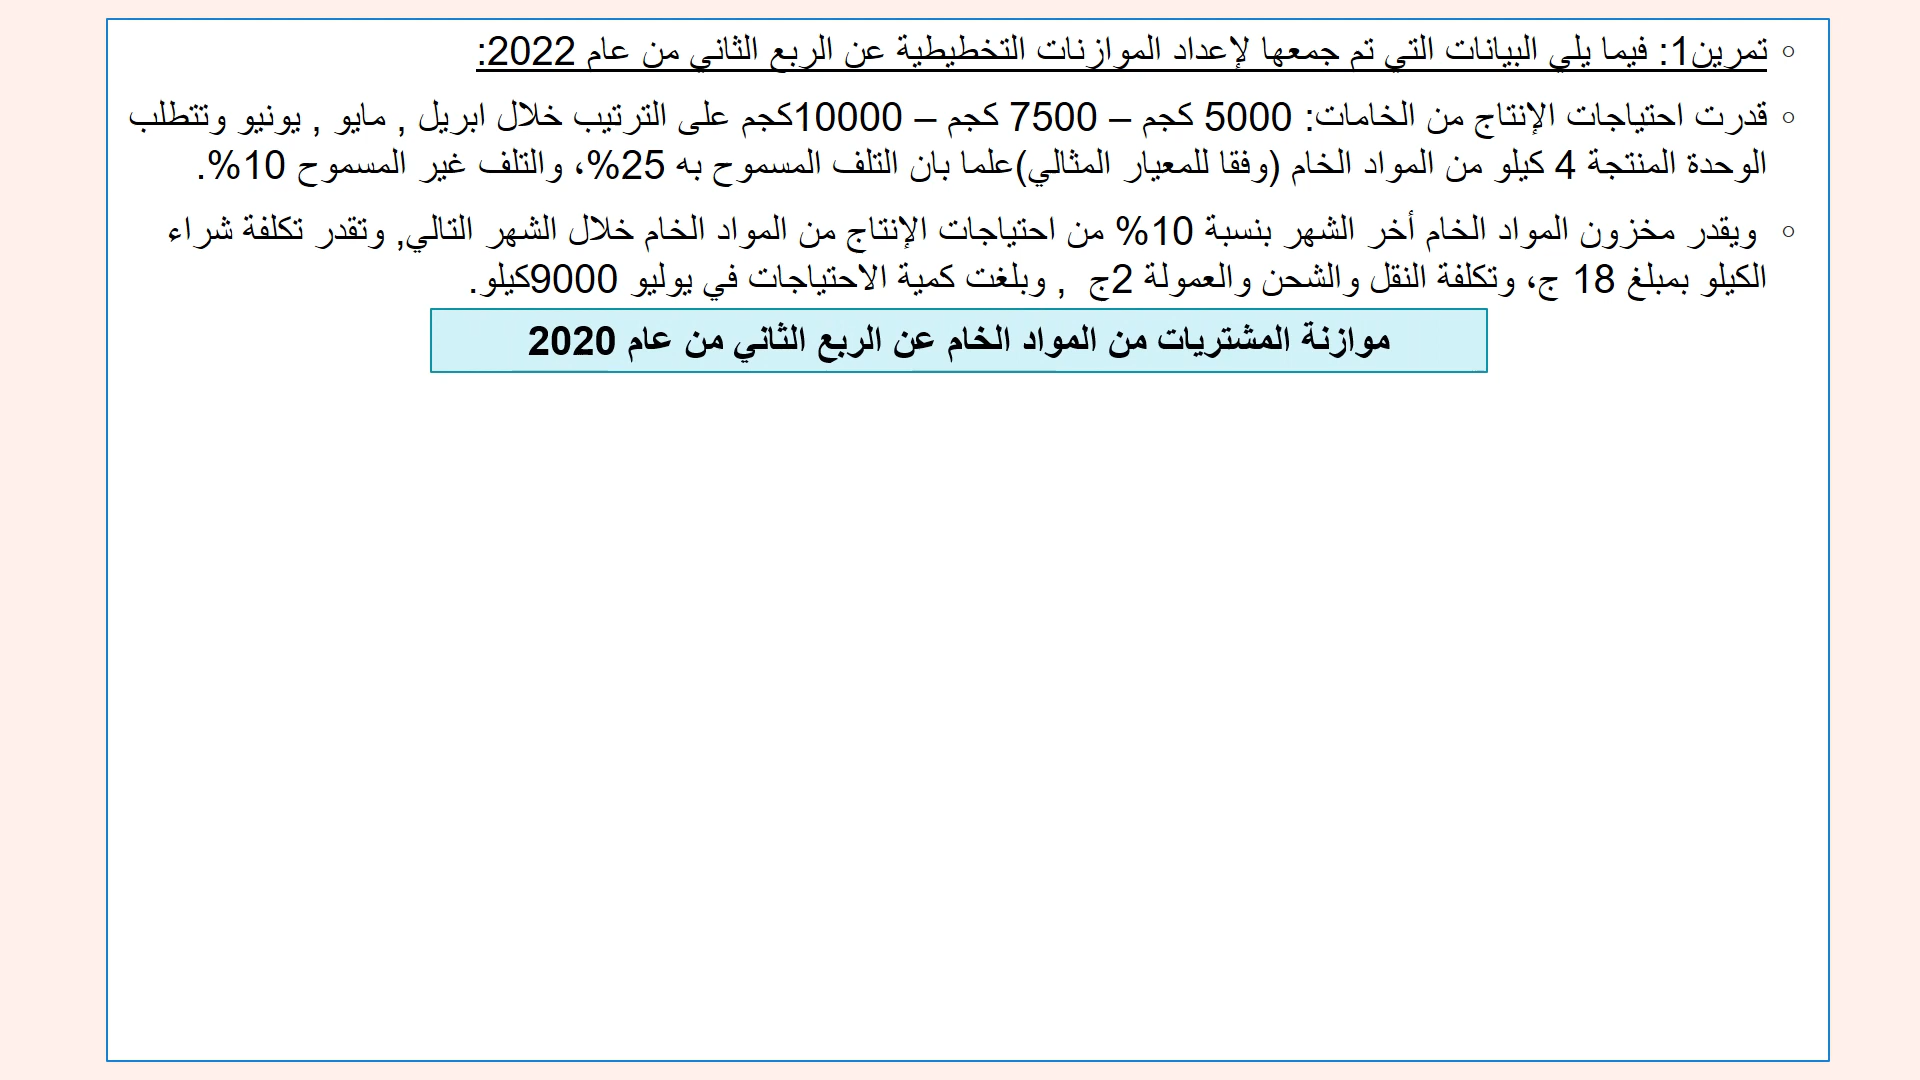 ◦ تمرين1: فيما يلي البيانات التي تم جمعها لإعداد الموازنات التخطيطية عن الربع الثاني من عام 2022:
◦ قدرت احتياجات الإنتاج من الخامات: 5000 كجم – 7500 كجم – 10000كجم على الترتيب خلال ابريل , مايو , يونيو وتتطلب
الوحدة المنتجة 4 كيلو من المواد الخام (وفقا للمعيار المثالي)علما بان التلف المسموح به 25%، والتلف غير المسموح 10%.
◦ ويقدر مخزون المواد الخام أخر الشهر بنسبة 10% من احتياجات الإنتاج من المواد الخام خلال الشهر التالي, وتقدر تكلفة شراء
الكيلو بمبلغ 18 ج، وتكلفة النقل والشحن والعمولة 2ج , وبلغت كمية الاحتياجات في يوليو 9000كيلو.
موازنة المشتريات من المواد الخام عن الربع الثاني من عام 2020